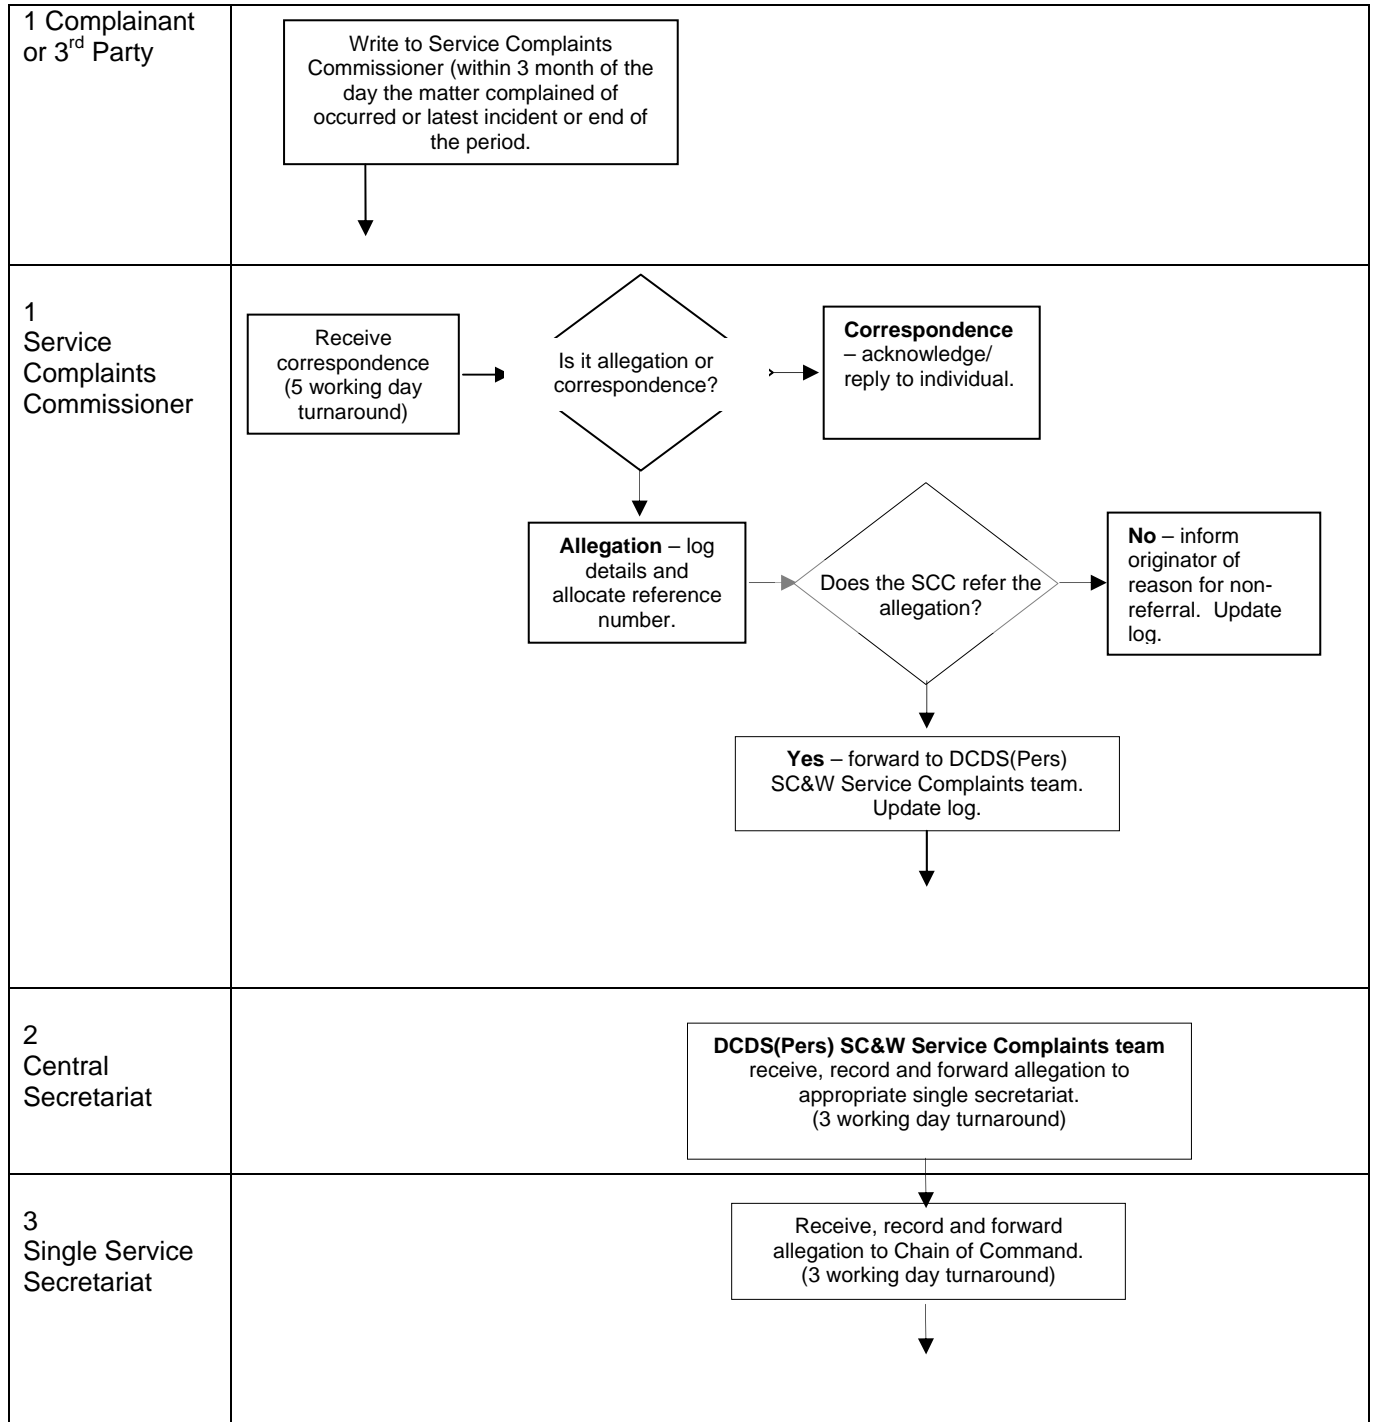 1 Complainant
or 3rd Party
Write to Service Complaints
Commissioner (within 3 month of the
day the matter complained of
occurred or latest incident or end of
the period.
1
Service
Complaints
Commissioner
Receive
correspondence
(5 working day
turnaround)
Is it allegation or
correspondence?
Correspondence
– acknowledge/
reply to individual.
Allegation – log
details and
allocate reference
number.
Does the SCC refer the
allegation?
No – inform
originator of
reason for non-
referral.  Update
log.
Yes – forward to DCDS(Pers)
SC&W Service Complaints team.
Update log.
2
Central
Secretariat
DCDS(Pers) SC&W Service Complaints team
receive, record and forward allegation to
appropriate single secretariat.
(3 working day turnaround)
3
Single Service
Secretariat
Receive, record and forward
allegation to Chain of Command.
(3 working day turnaround)